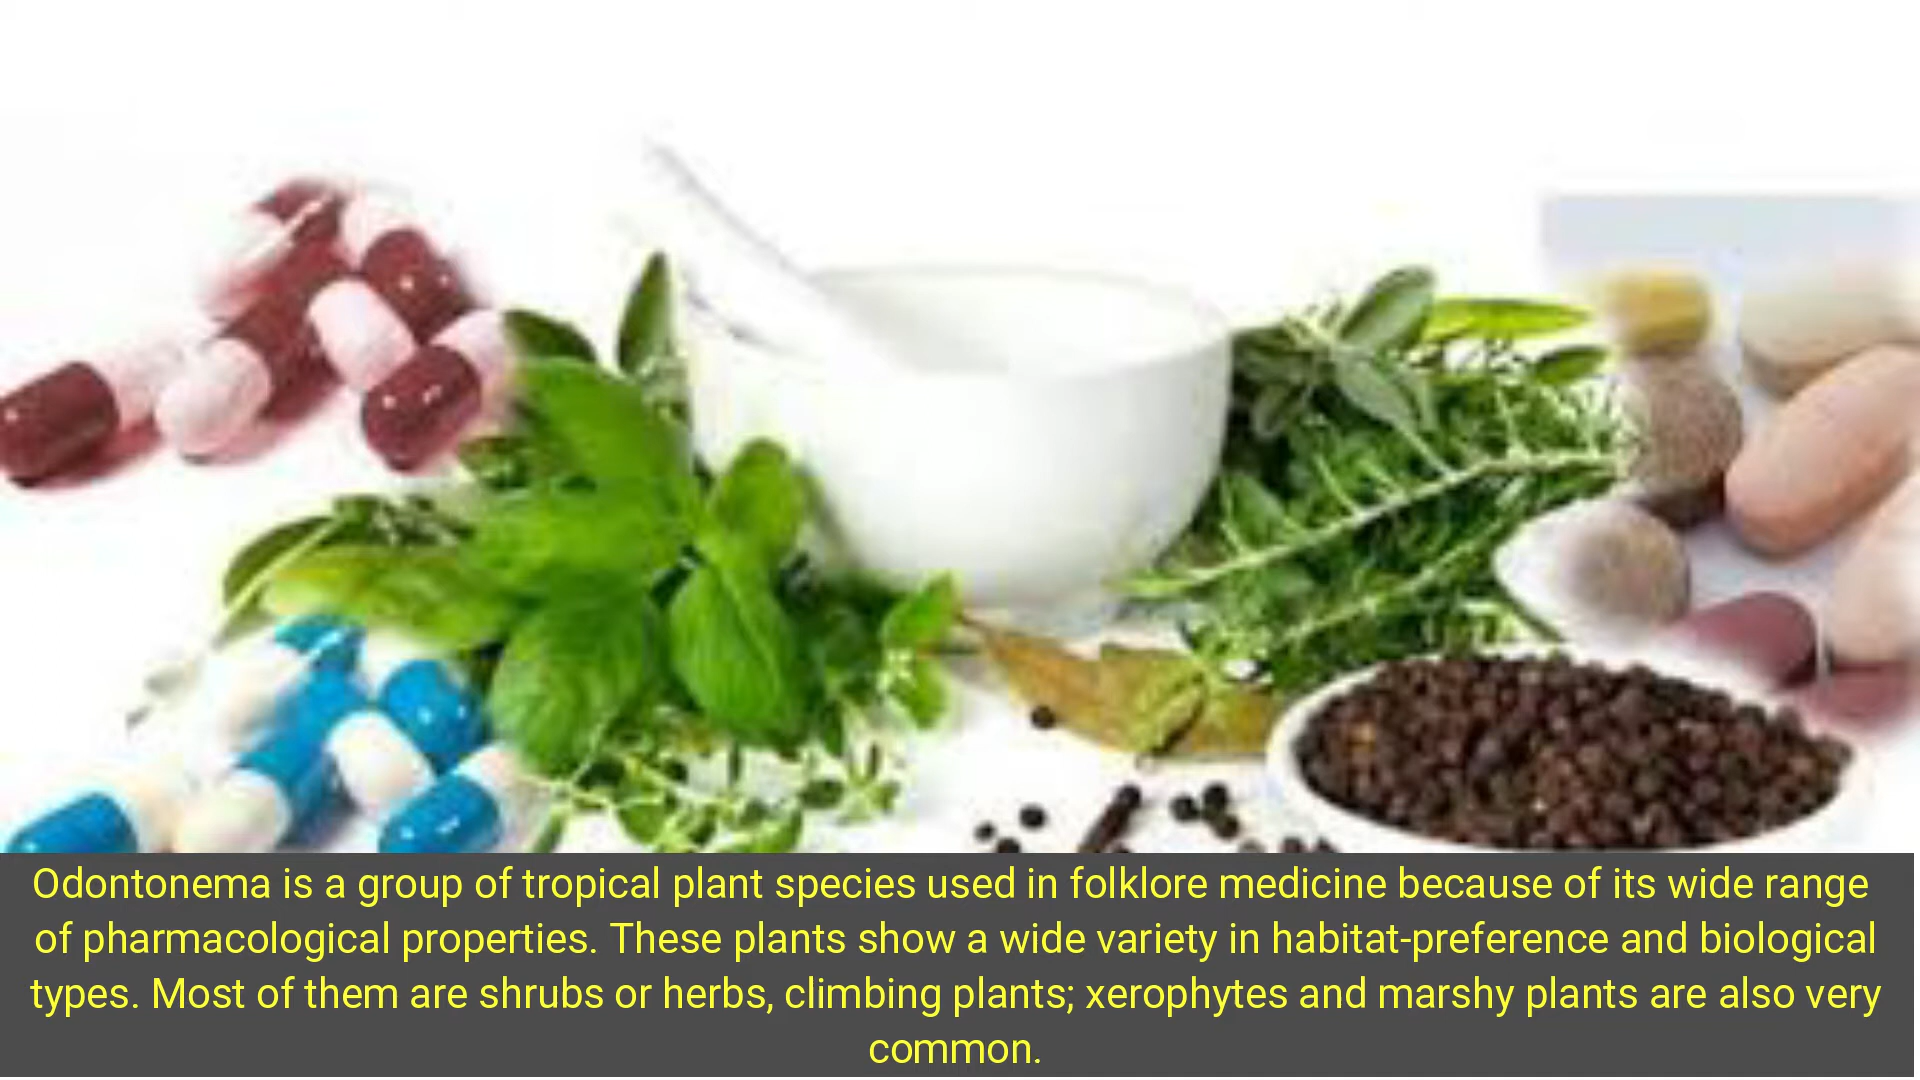 Odontonema is a group of tropical plant species used in folklore medicine because of its wide range
of pharmacological properties. These plants show a wide variety in habitat-preference and biological
types. Most of them are shrubs or herbs, climbing plants; xerophytes and marshy plants are also very
common.